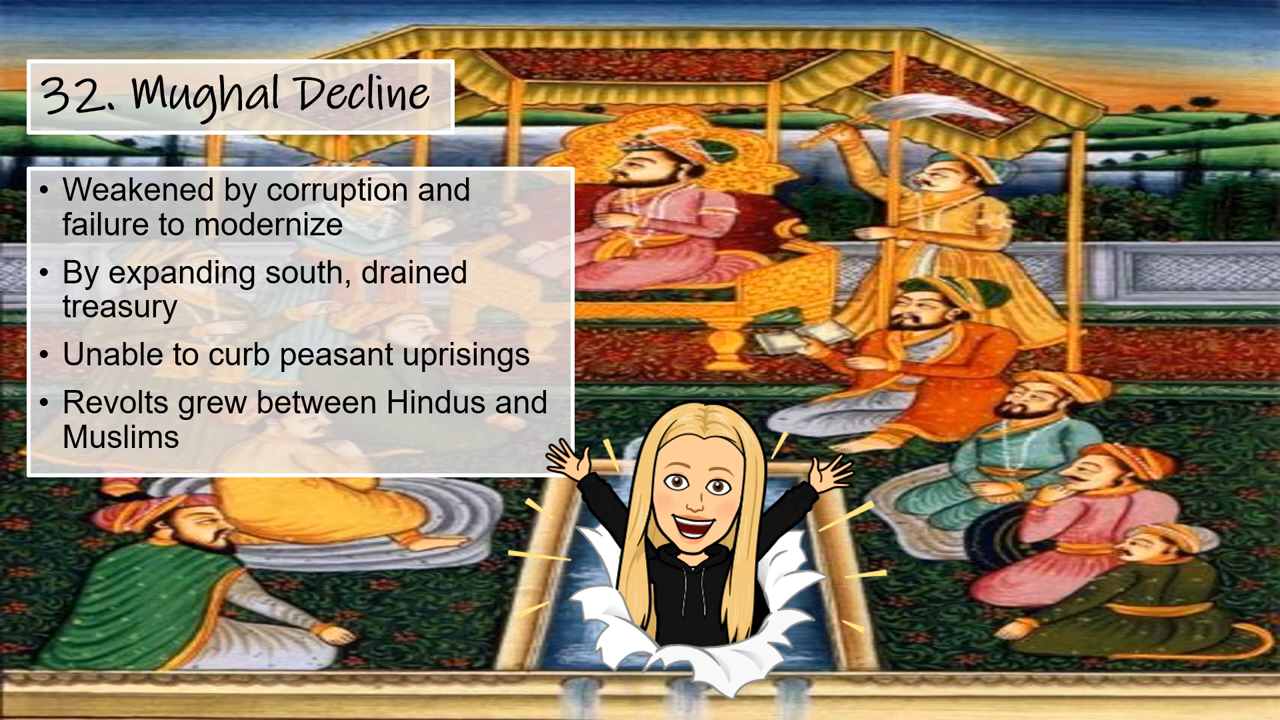 32. Mughal Decline
• Weakened by corruption and
failure to modernize
• By expanding south, drained
treasury
• Unable to curb peasant uprisings
• Revolts grew between Hindus and
Muslims